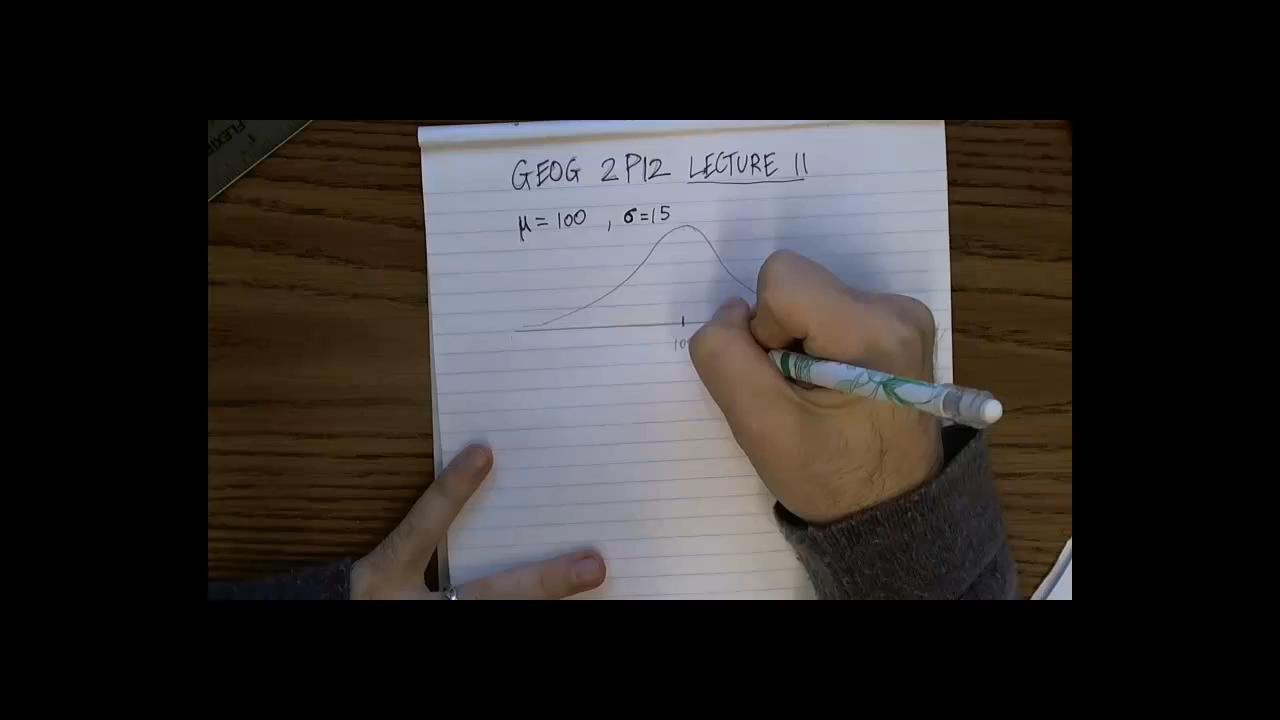 GEOG 2P12 LECTURE 11
μ = 100 , σ=15